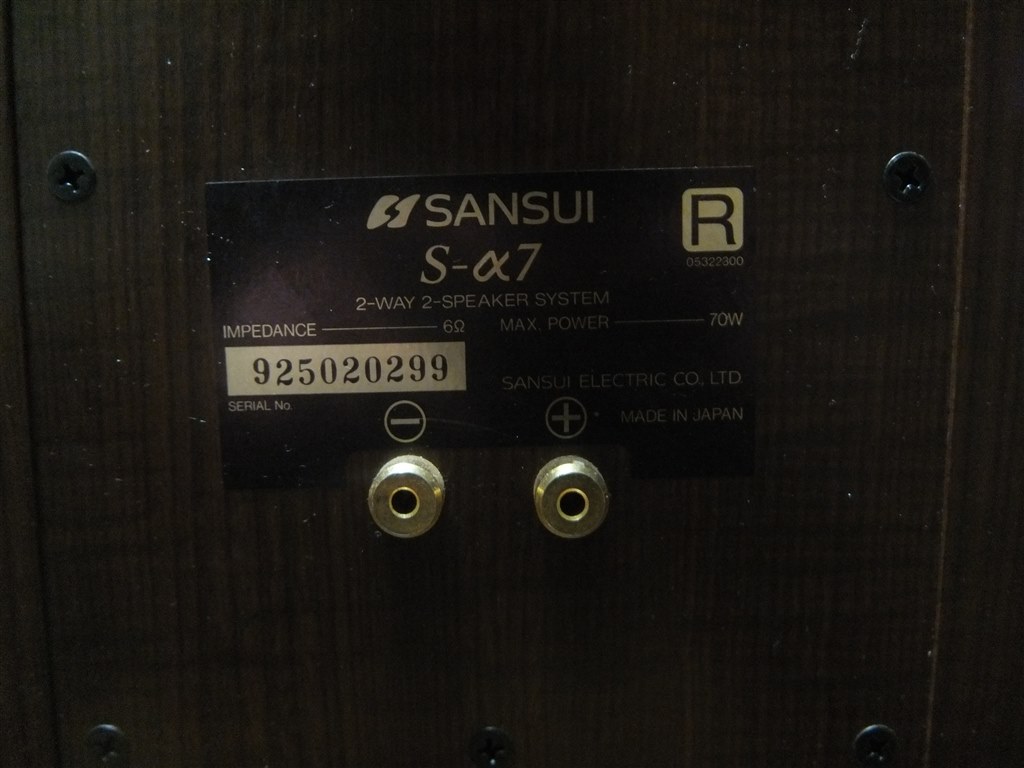 SANSUI
R
05322300
S-α7
2-WAY 2-SPEAKER SYSTEM
IMPEDANCE 6Ω MAX. POWER 70W
925020299
SERIAL No.
SANSUI ELECTRIC CO., LTD.
MADE IN JAPAN
− +